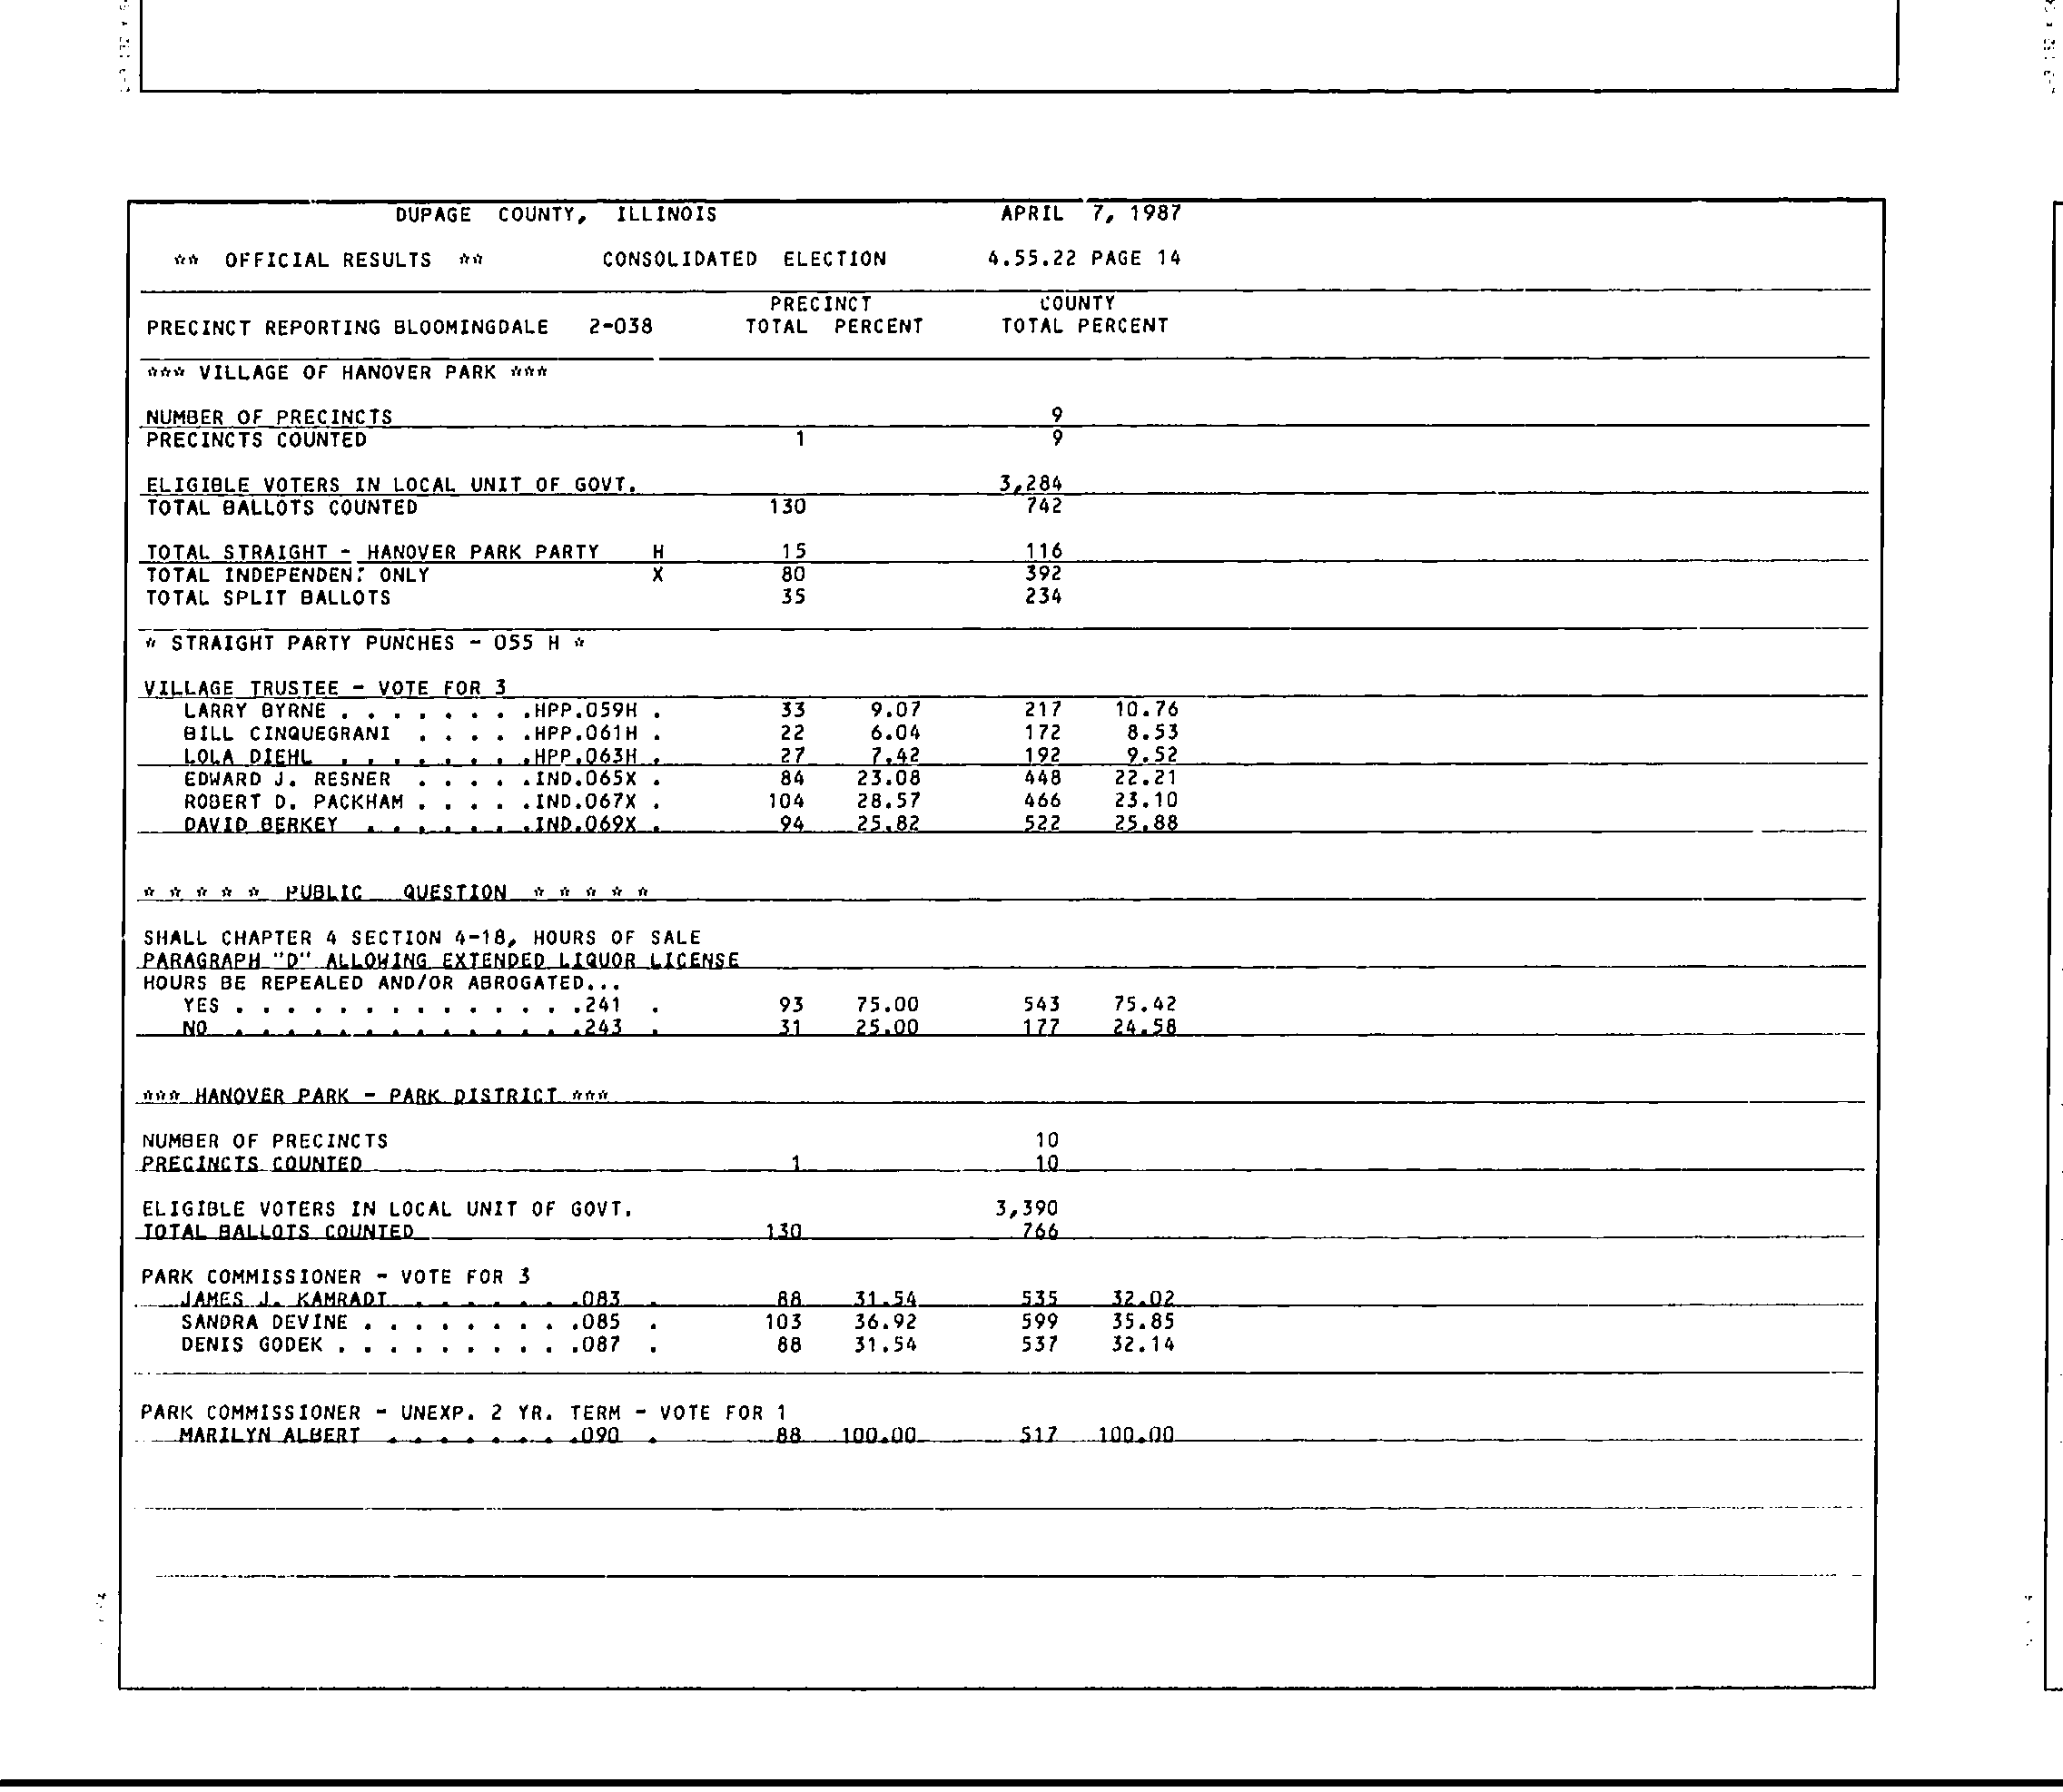 DUPAGE COUNTY, ILLINOIS APRIL 7, 1987
** OFFICIAL RESULTS ** CONSOLIDATED ELECTION 4.55.22 PAGE 14
PRECINCT COUNTY
PRECINCT REPORTING BLOOMINGDALE 2-038 TOTAL PERCENT TOTAL PERCENT
*** VILLAGE OF HANOVER PARK ***
NUMBER OF PRECINCTS 9
PRECINCTS COUNTED 1 9
ELIGIBLE VOTERS IN LOCAL UNIT OF GOVT. 3,284
TOTAL BALLOTS COUNTED 130 742
TOTAL STRAIGHT - HANOVER PARK PARTY H 15 116
TOTAL INDEPENDENT ONLY X 80 392
TOTAL SPLIT BALLOTS 35 234
* STRAIGHT PARTY PUNCHES - 055 H *
VILLAGE TRUSTEE - VOTE FOR 3
LARRY BYRNE . . . . . . . .HPP.059H . 33 9.07 217 10.76
BILL CINQUEGRANI . . . . .HPP.061H . 22 6.04 172 8.53
LOLA DIEHL . . . . . . . .HPP.063H . 27 7.42 192 9.52
EDWARD J. RESNER . . . . .IND.065X . 84 23.08 448 22.21
ROBERT D. PACKHAM . . . . .IND.067X . 104 28.57 466 23.10
DAVID BERKEY . . . . . . .IND.069X . 94 25.82 522 25.88
* * * * * PUBLIC QUESTION * * * * *
SHALL CHAPTER 4 SECTION 4-18, HOURS OF SALE
PARAGRAPH "D" ALLOWING EXTENDED LIQUOR LICENSE
HOURS BE REPEALED AND/OR ABROGATED...
YES . . . . . . . . . . . . . .241 . 93 75.00 543 75.42
NO . . . . . . . . . . . . . .243 . 31 25.00 177 24.58
*** HANOVER PARK - PARK DISTRICT ***
NUMBER OF PRECINCTS 10
PRECINCTS COUNTED 1 10
ELIGIBLE VOTERS IN LOCAL UNIT OF GOVT. 3,390
TOTAL BALLOTS COUNTED 130 766
PARK COMMISSIONER - VOTE FOR 3
JAMES J. KAMRADT . . . . . . . .083 . 88 31.54 535 32.02
SANDRA DEVINE . . . . . . . . .085 . 103 36.92 599 35.85
DENIS GODEK . . . . . . . . . .087 . 88 31.54 537 32.14
PARK COMMISSIONER - UNEXP. 2 YR. TERM - VOTE FOR 1
MARILYN ALBERT . . . . . . . .090 . 88 100.00 517 100.00